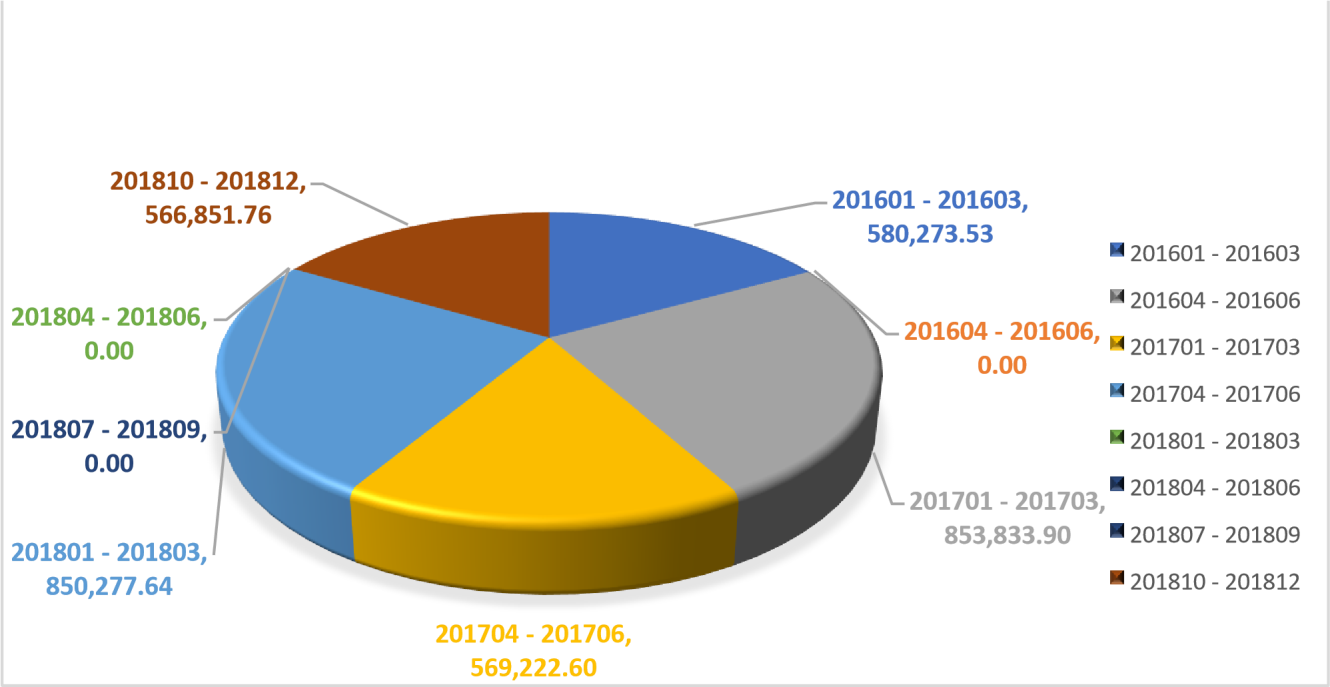 201810 - 201812,
566,851.76
201601 - 201603,
580,273.53
201804 - 201806,
0.00
201604 - 201606,
0.00
201807 - 201809,
0.00
201701 - 201703,
853,833.90
201801 - 201803,
850,277.64
201704 - 201706,
569,222.60
201601 - 201603
201604 - 201606
201701 - 201703
201704 - 201706
201801 - 201803
201804 - 201806
201807 - 201809
201810 - 201812